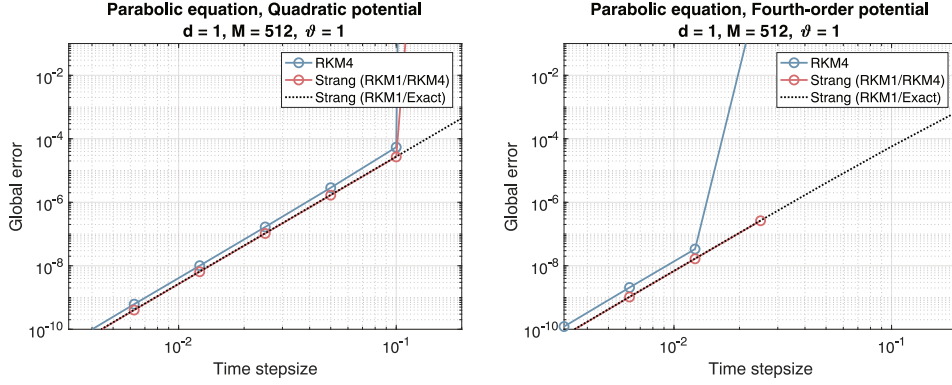 Parabolic equation, Quadratic potential
d = 1, M = 512, ϑ = 1
Global error
10^-2
10^-4
10^-6
10^-8
10^-10
RKM4
Strang (RKM1/RKM4)
Strang (RKM1/Exact)
10^-2
10^-1
Time stepsize
Parabolic equation, Fourth-order potential
d = 1, M = 512, ϑ = 1
Global error
10^-2
10^-4
10^-6
10^-8
10^-10
RKM4
Strang (RKM1/RKM4)
Strang (RKM1/Exact)
10^-2
10^-1
Time stepsize